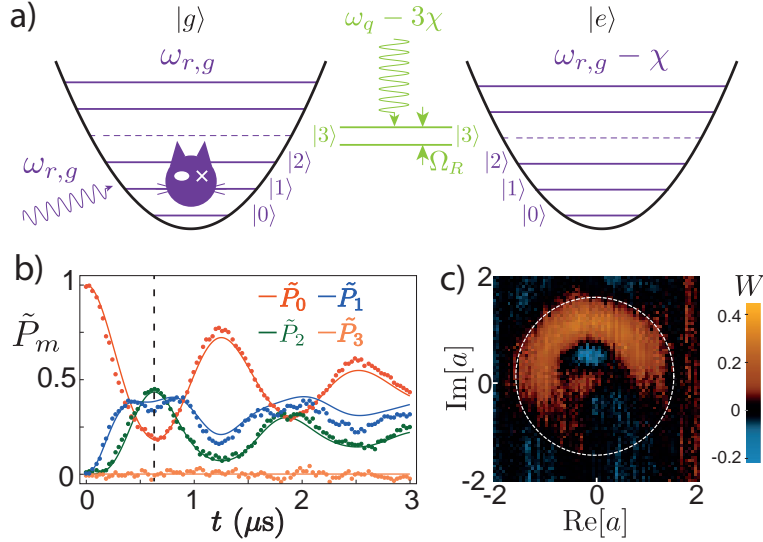 a)
|g⟩
ω_q − 3χ
|e⟩
ω_{r,g}
ω_{r,g} − χ
|3⟩ |3⟩
Ω_R
ω_{r,g}
|2⟩
|1⟩
|0⟩
|2⟩
|1⟩
|0⟩
b)
P̃_m
1
0.5
0
P̃_0 P̃_1
P̃_2 P̃_3
0 1 2 3
t (μs)
c)
2
0
-2
Im[a]
-2 0 2
Re[a]
W
0.4
0.2
0
-0.2